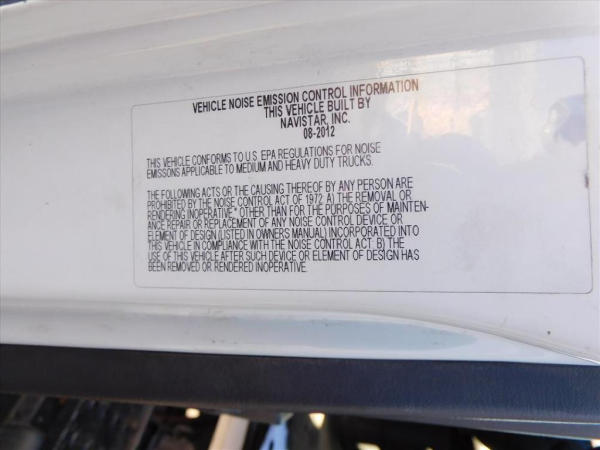 VEHICLE NOISE EMISSION CONTROL INFORMATION
THIS VEHICLE BUILT BY
NAVISTAR, INC.
08-2012
THIS VEHICLE CONFORMS TO U.S. EPA REGULATIONS FOR NOISE
EMISSIONS APPLICABLE TO MEDIUM AND HEAVY DUTY TRUCKS.
THE FOLLOWING ACTS OR THE CAUSING THEREOF BY ANY PERSON ARE
PROHIBITED BY THE NOISE CONTROL ACT OF 1972 A) THE REMOVAL OR
RENDERING INOPERATIVE" OTHER THAN FOR THE PURPOSES OF MAINTEN-
ANCE REPAIR OR REPLACEMENT OF ANY NOISE CONTROL DEVICE OR
ELEMENT OF DESIGN (LISTED IN OWNERS MANUAL) INCORPORATED INTO
THIS VEHICLE IN COMPLIANCE WITH THE NOISE CONTROL ACT. B) THE
USE OF THIS VEHICLE AFTER SUCH DEVICE OR ELEMENT OF DESIGN HAS
BEEN REMOVED OR RENDERED INOPERATIVE.